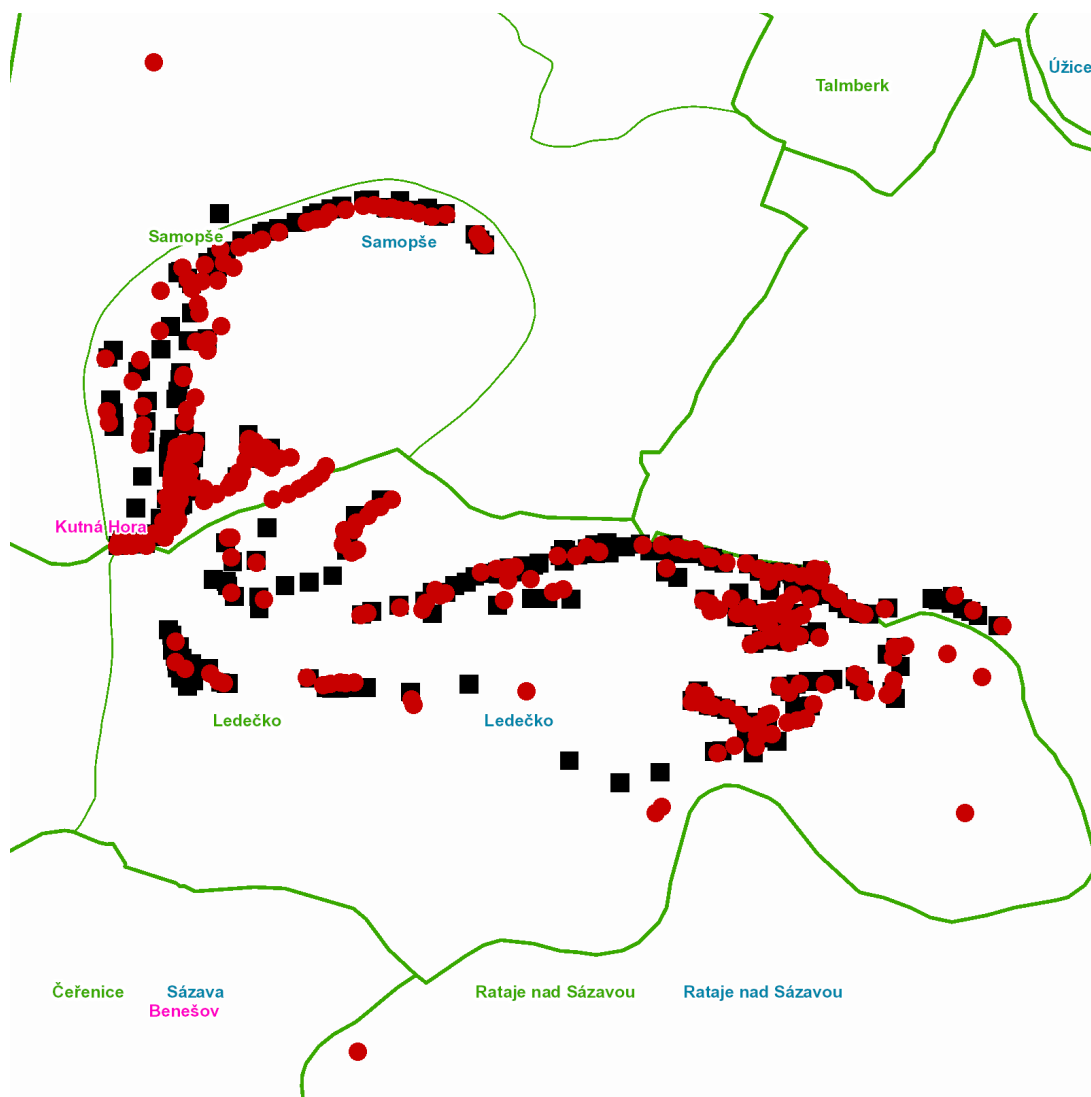 Úžice
Talmberk
Samopše
Samopše
Kutná Hora
Ledečko
Ledečko
Čeřenice
Sázava
Rataje nad Sázavou
Rataje nad Sázavou
Benešov